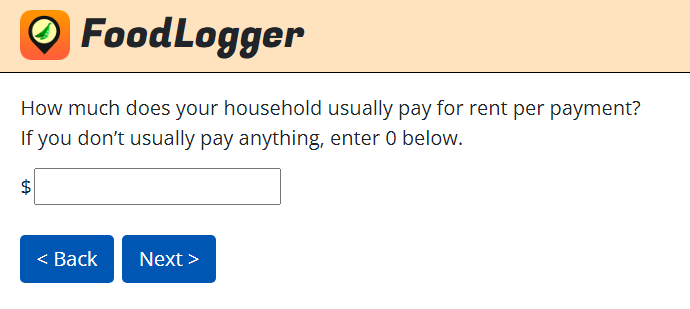 FoodLogger
How much does your household usually pay for rent per payment?
If you don’t usually pay anything, enter 0 below.
$
< Back
Next >